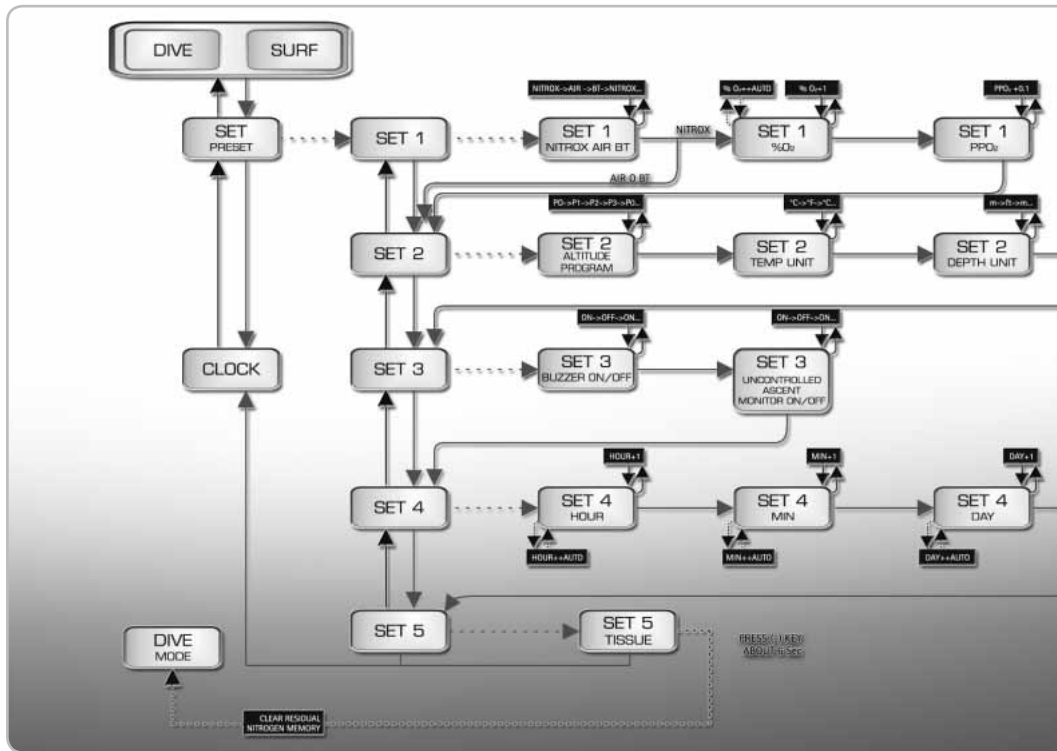 DIVE
SURF
NITROX->AIR ->BT->NITROX...
% O₂++AUTO
% O₂+1
PPO₂ +0.1
SET
PRESET
SET 1
SET 1
NITROX AIR BT
NITROX
SET 1
%O₂
SET 1
PPO₂
AIR O BT
P0->P1->P2->P3->P0...
°C->°F->°C...
m->ft->m...
SET 2
SET 2
ALTITUDE
PROGRAM
SET 2
TEMP UNIT
SET 2
DEPTH UNIT
ON->OFF->ON...
ON->OFF->ON...
CLOCK
SET 3
SET 3
BUZZER ON/OFF
SET 3
UNCONTROLLED
ASCENT
MONITOR ON/OFF
HOUR+1
MIN+1
DAY+1
SET 4
SET 4
HOUR
SET 4
MIN
SET 4
DAY
HOUR++AUTO
MIN++AUTO
DAY++AUTO
SET 5
SET 5
TISSUE
DIVE
MODE
PRESS KEY
ABOUT Sec
CLEAR RESIDUAL
NITROGEN MEMORY